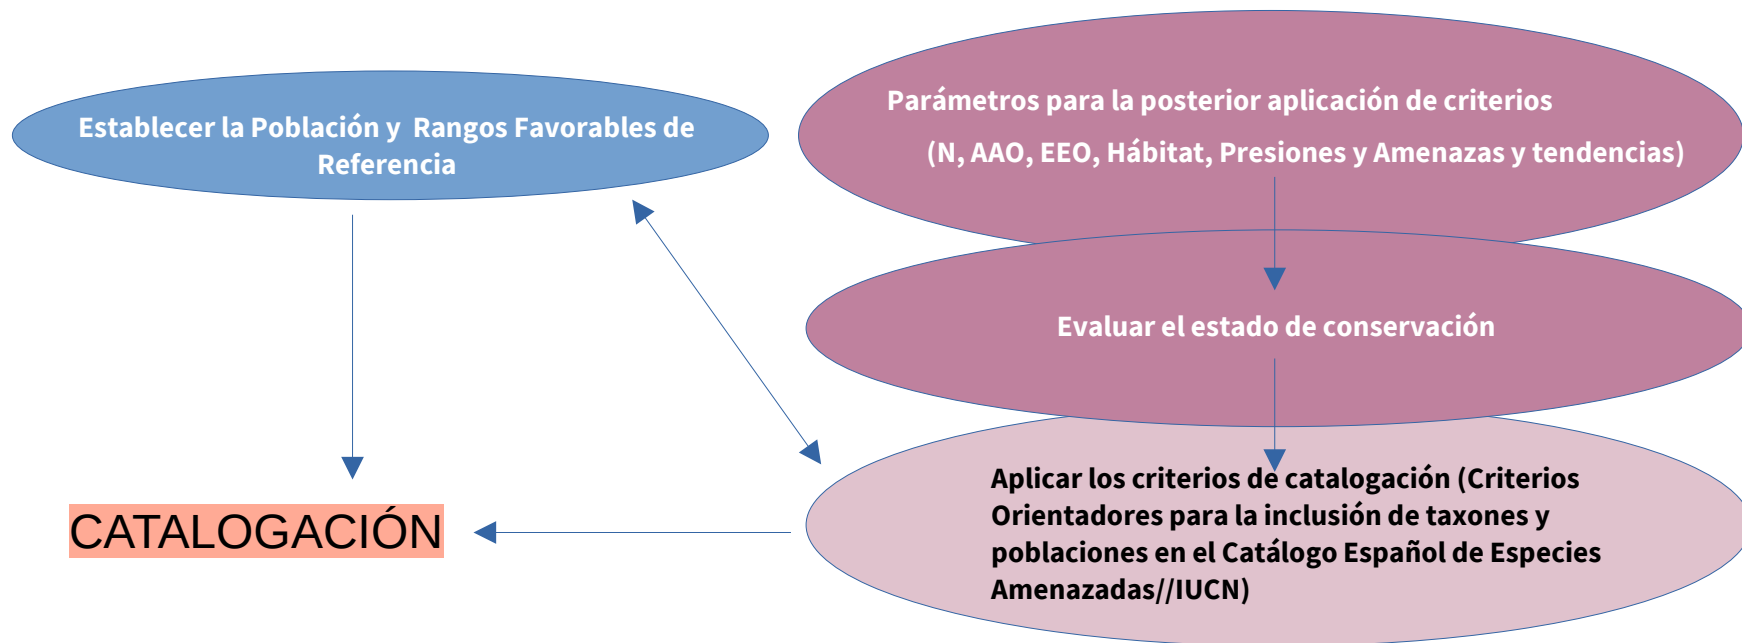 Establecer la Población y  Rangos Favorables de
Referencia
Parámetros para la posterior aplicación de criterios
(N, AAO, EEO, Hábitat, Presiones y Amenazas y tendencias)
Evaluar el estado de conservación
Aplicar los criterios de catalogación (Criterios
Orientadores para la inclusión de taxones y
poblaciones en el Catálogo Español de Especies
Amenazadas//IUCN)
CATALOGACIÓN